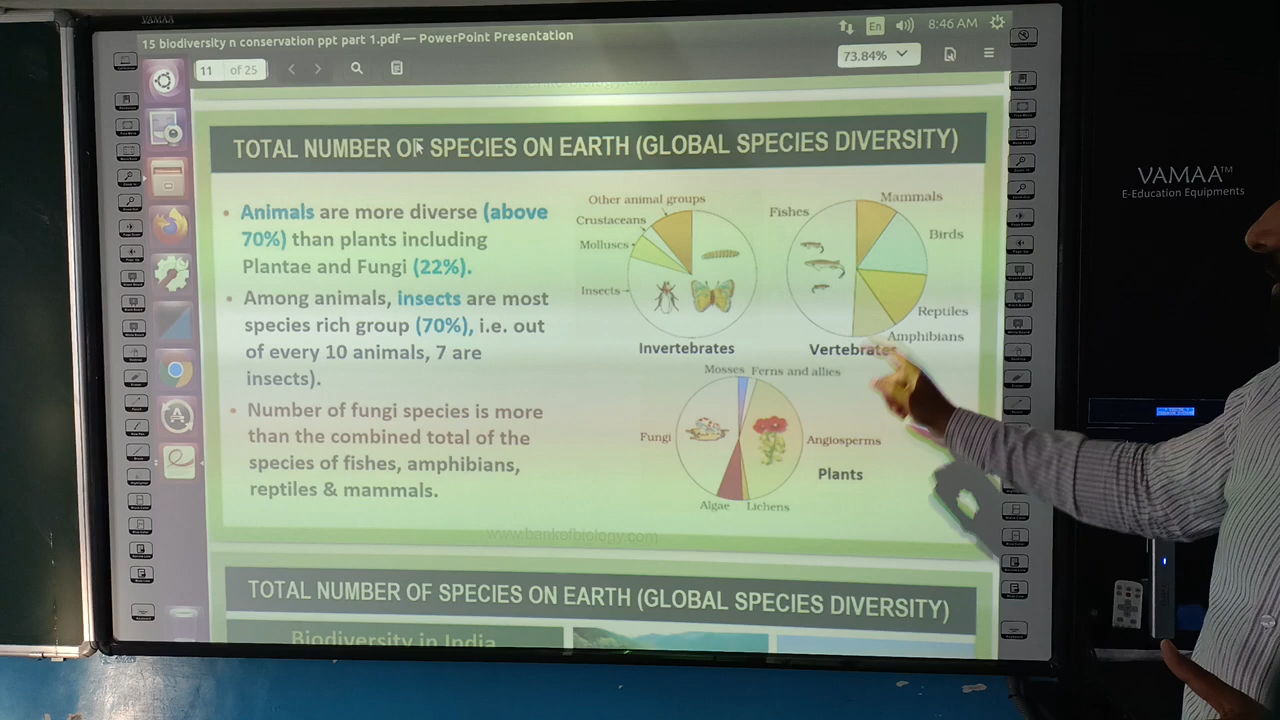 VAMAA
15 biodiversity n conservation ppt part 1.pdf — PowerPoint Presentation
En
8:46 AM
11 of 25
73.84%
TOTAL NUMBER OF SPECIES ON EARTH (GLOBAL SPECIES DIVERSITY)
• Animals are more diverse (above
70%) than plants including
Plantae and Fungi (22%).
• Among animals, insects are most
species rich group (70%), i.e. out
of every 10 animals, 7 are
insects).
• Number of fungi species is more
than the combined total of the
species of fishes, amphibians,
reptiles & mammals.
Other animal groups
Crustaceans
Molluscs
Insects
Invertebrates
Fishes
Mammals
Birds
Reptiles
Amphibians
Vertebrates
Mosses
Ferns and allies
Fungi
Angiosperms
Plants
Algae
Lichens
www.bankofbiology.com
TOTAL NUMBER OF SPECIES ON EARTH (GLOBAL SPECIES DIVERSITY)
Biodiversity in India
VAMAA™
E-Education Equipments